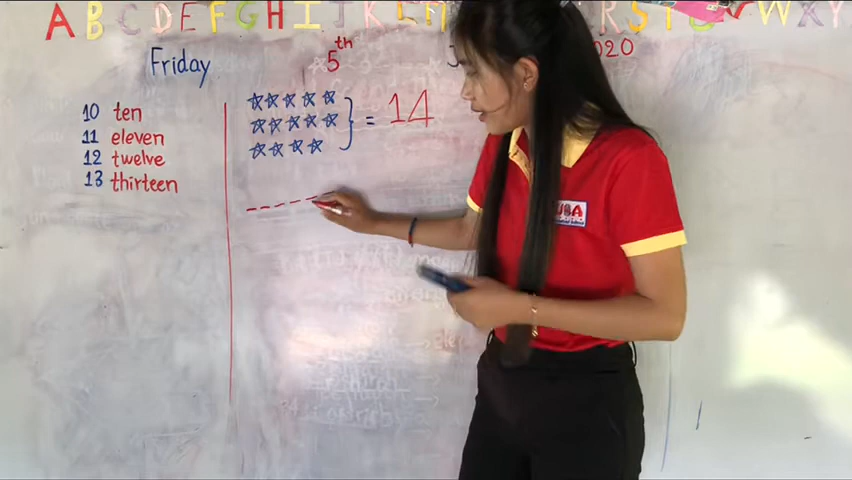 A B C D E F G H I J K L M R S T U V W X Y
Friday 5th 2020
10 ten
11 eleven
12 twelve
13 thirteen
= 14